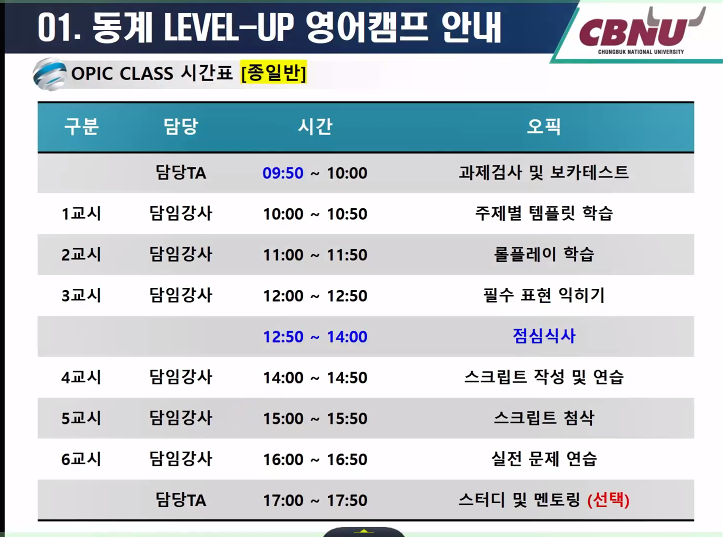 01. 동계 LEVEL-UP 영어캠프 안내
CBNU
CHUNGBUK NATIONAL UNIVERSITY
OPIC CLASS 시간표 [종일반]
구분 담당 시간 오픽
담당TA 09:50 ~ 10:00 과제검사 및 보카테스트
1교시 담임강사 10:00 ~ 10:50 주제별 템플릿 학습
2교시 담임강사 11:00 ~ 11:50 롤플레이 학습
3교시 담임강사 12:00 ~ 12:50 필수 표현 익히기
12:50 ~ 14:00 점심식사
4교시 담임강사 14:00 ~ 14:50 스크립트 작성 및 연습
5교시 담임강사 15:00 ~ 15:50 스크립트 첨삭
6교시 담임강사 16:00 ~ 16:50 실전 문제 연습
담당TA 17:00 ~ 17:50 스터디 및 멘토링 (선택)